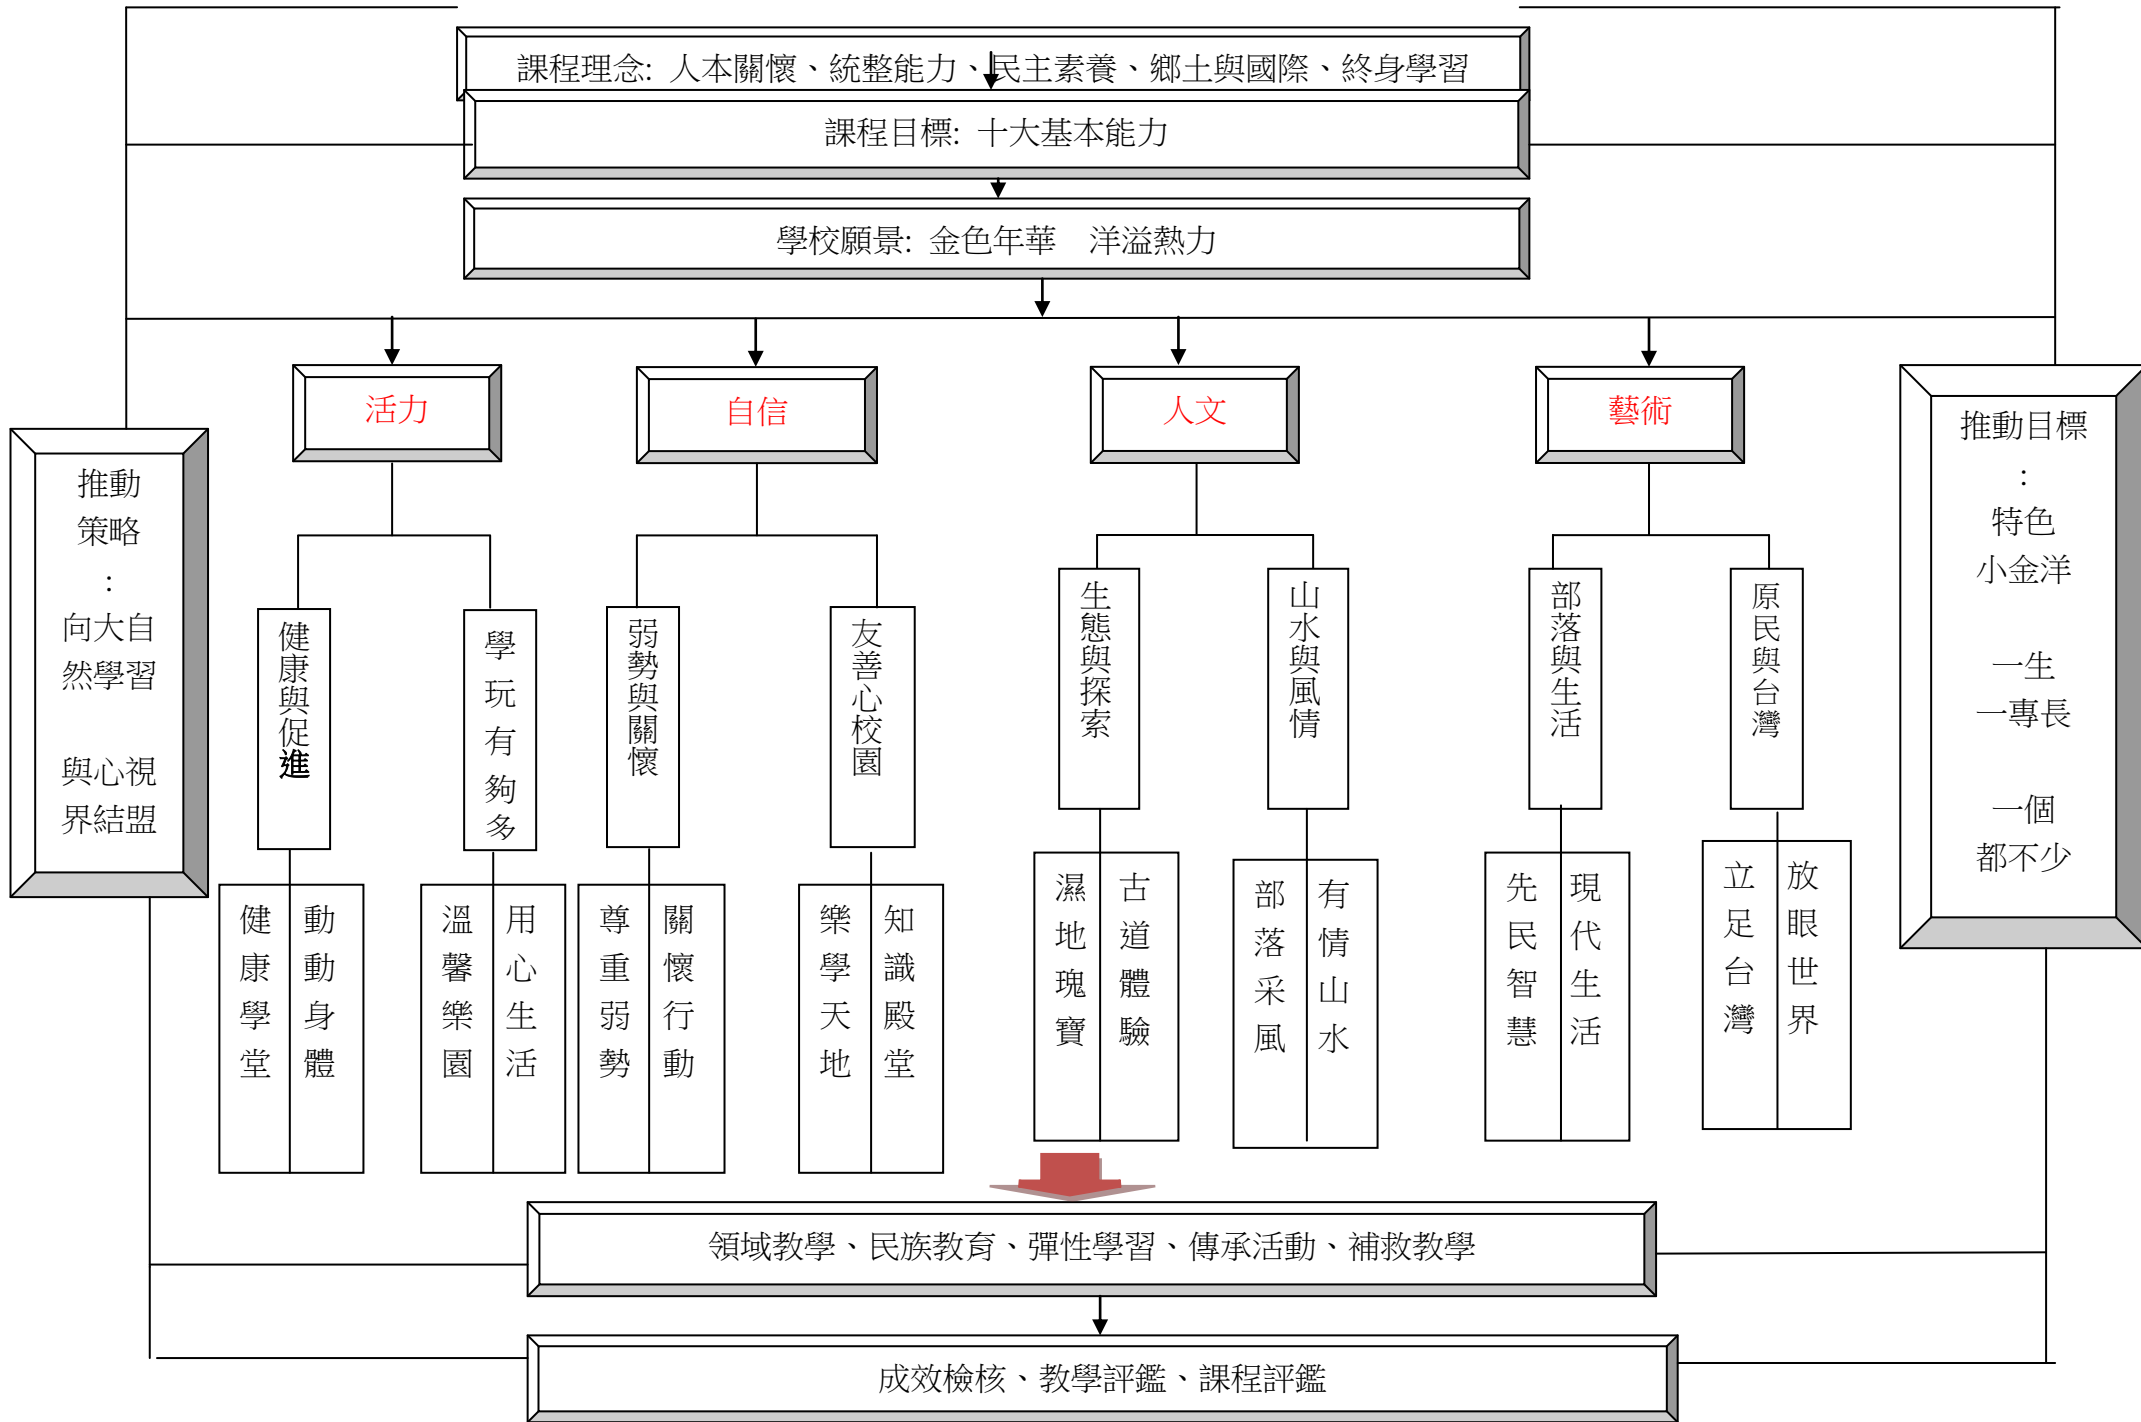 課程理念: 人本關懷、統整能力、民主素養、鄉土與國際、終身學習
課程目標: 十大基本能力
學校願景: 金色年華　洋溢熱力
活力
自信
人文
藝術
推動
策略
：
向大自
然學習
與心視
界結盟
推動目標
：
特色
小金洋
一生
一專長
一個
都不少
健康與促進
學玩有夠多
弱勢與關懷
友善心校園
生態與探索
山水與風情
部落與生活
原民與台灣
健康學堂
動動身體
溫馨樂園
用心生活
尊重弱勢
關懷行動
樂學天地
知識殿堂
濕地瑰寶
古道體驗
部落采風
有情山水
先民智慧
現代生活
立足台灣
放眼世界
領域教學、民族教育、彈性學習、傳承活動、補救教學
成效檢核、教學評鑑、課程評鑑